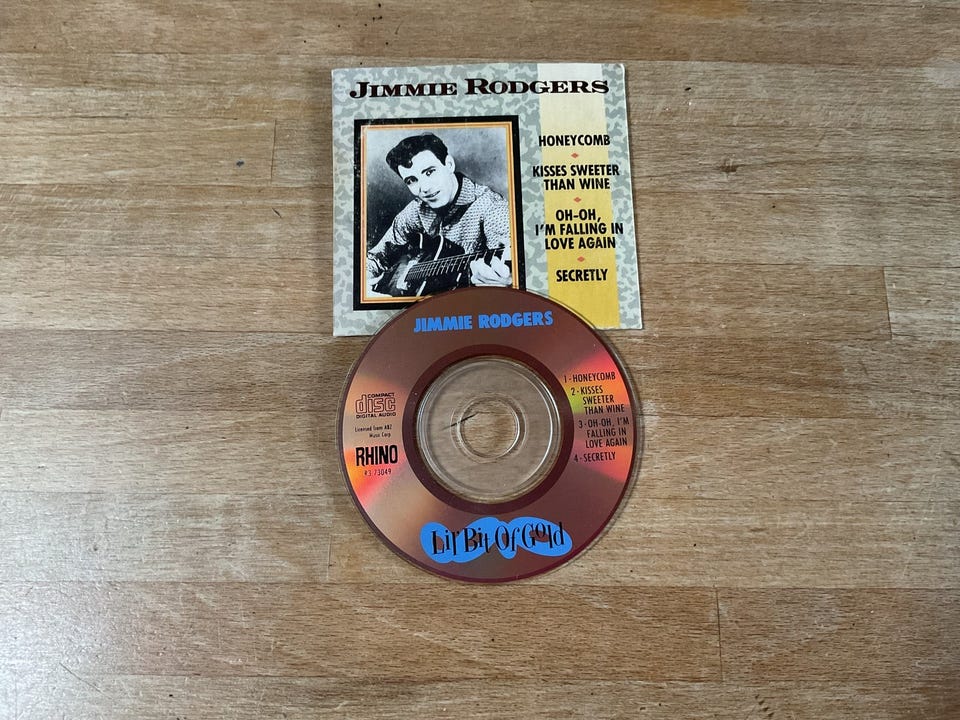 JIMMIE RODGERS
HONEYCOMB
KISSES SWEETER
THAN WINE
OH-OH,
I'M FALLING IN
LOVE AGAIN
SECRETLY
JIMMIE RODGERS
COMPACT
disc
DIGITAL AUDIO
Licensed from ABZ
Music Corp.
RHINO
R3 73049
1-HONEYCOMB
2-KISSES
SWEETER
THAN WINE
3-OH-OH, I'M
FALLING IN
LOVE AGAIN
4-SECRETLY
Lil' Bit Of Gold